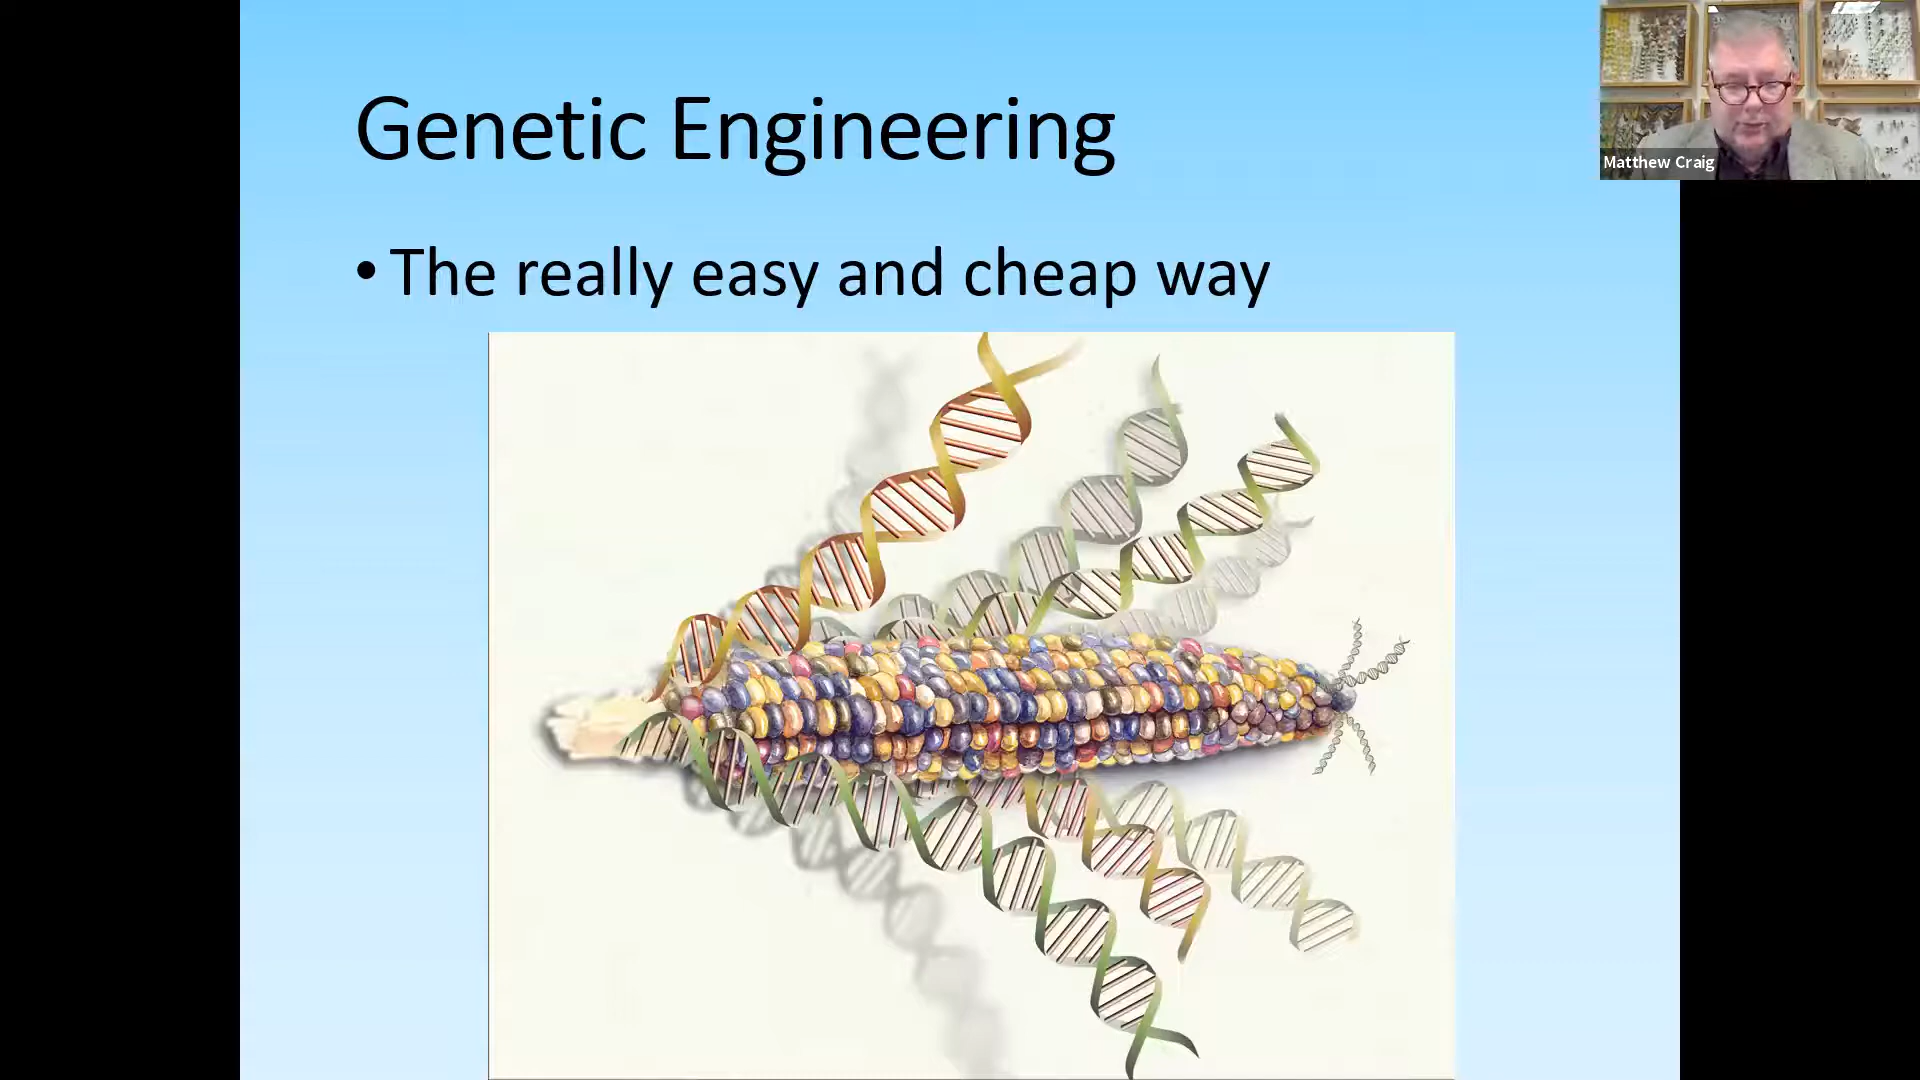 Genetic Engineering
• The really easy and cheap way
Matthew Craig